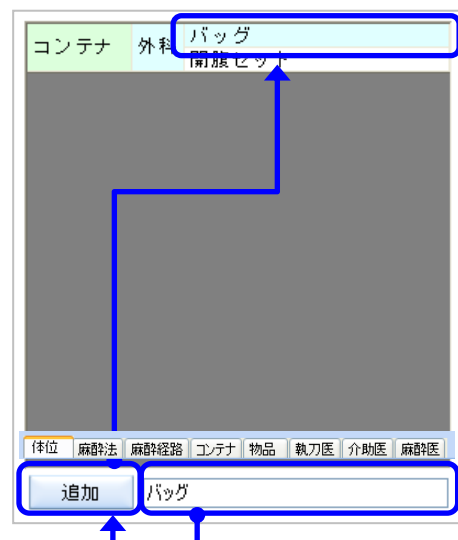 コンテナ 外科 バッグ
開腹セット
体位 麻酔法 麻酔経路 コンテナ 物品 執刀医 介助医 麻酔医
追加 バッグ